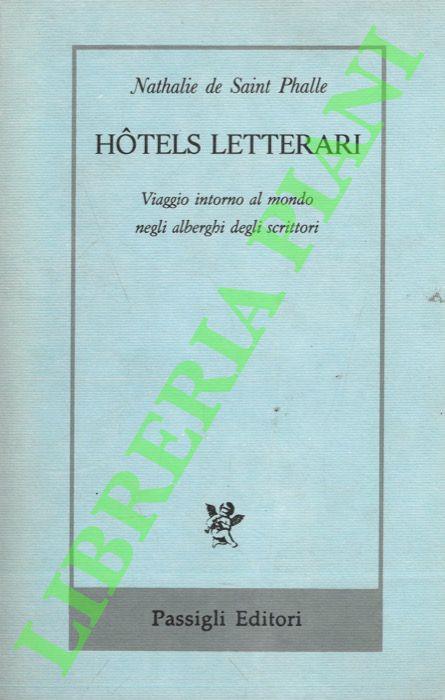 Nathalie de Saint Phalle
HÔTELS LETTERARI
Viaggio intorno al mondo
negli alberghi degli scrittori
Passigli Editori
LIBRERIA PIANI